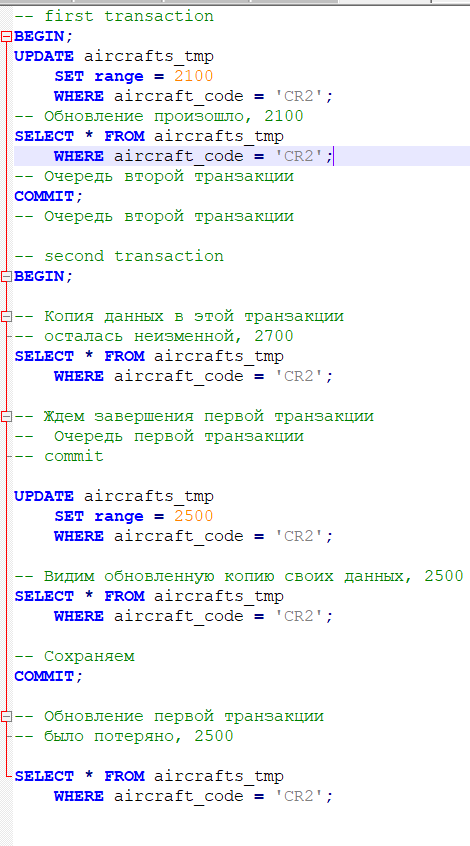 -- first transaction
BEGIN;
UPDATE aircrafts_tmp
    SET range = 2100
    WHERE aircraft_code = 'CR2';
-- Обновление произошло, 2100
SELECT * FROM aircrafts_tmp
    WHERE aircraft_code = 'CR2';
-- Очередь второй транзакции
COMMIT;
-- Очередь второй транзакции

-- second transaction
BEGIN;

-- Копия данных в этой транзакции
-- осталась неизменной, 2700
SELECT * FROM aircrafts_tmp
    WHERE aircraft_code = 'CR2';

-- Ждем завершения первой транзакции
--  Очередь первой транзакции
-- commit

UPDATE aircrafts_tmp
    SET range = 2500
    WHERE aircraft_code = 'CR2';

-- Видим обновленную копию своих данных, 2500
SELECT * FROM aircrafts_tmp
    WHERE aircraft_code = 'CR2';

-- Сохраняем
COMMIT;

-- Обновление первой транзакции
-- было потеряно, 2500

SELECT * FROM aircrafts_tmp
    WHERE aircraft_code = 'CR2';